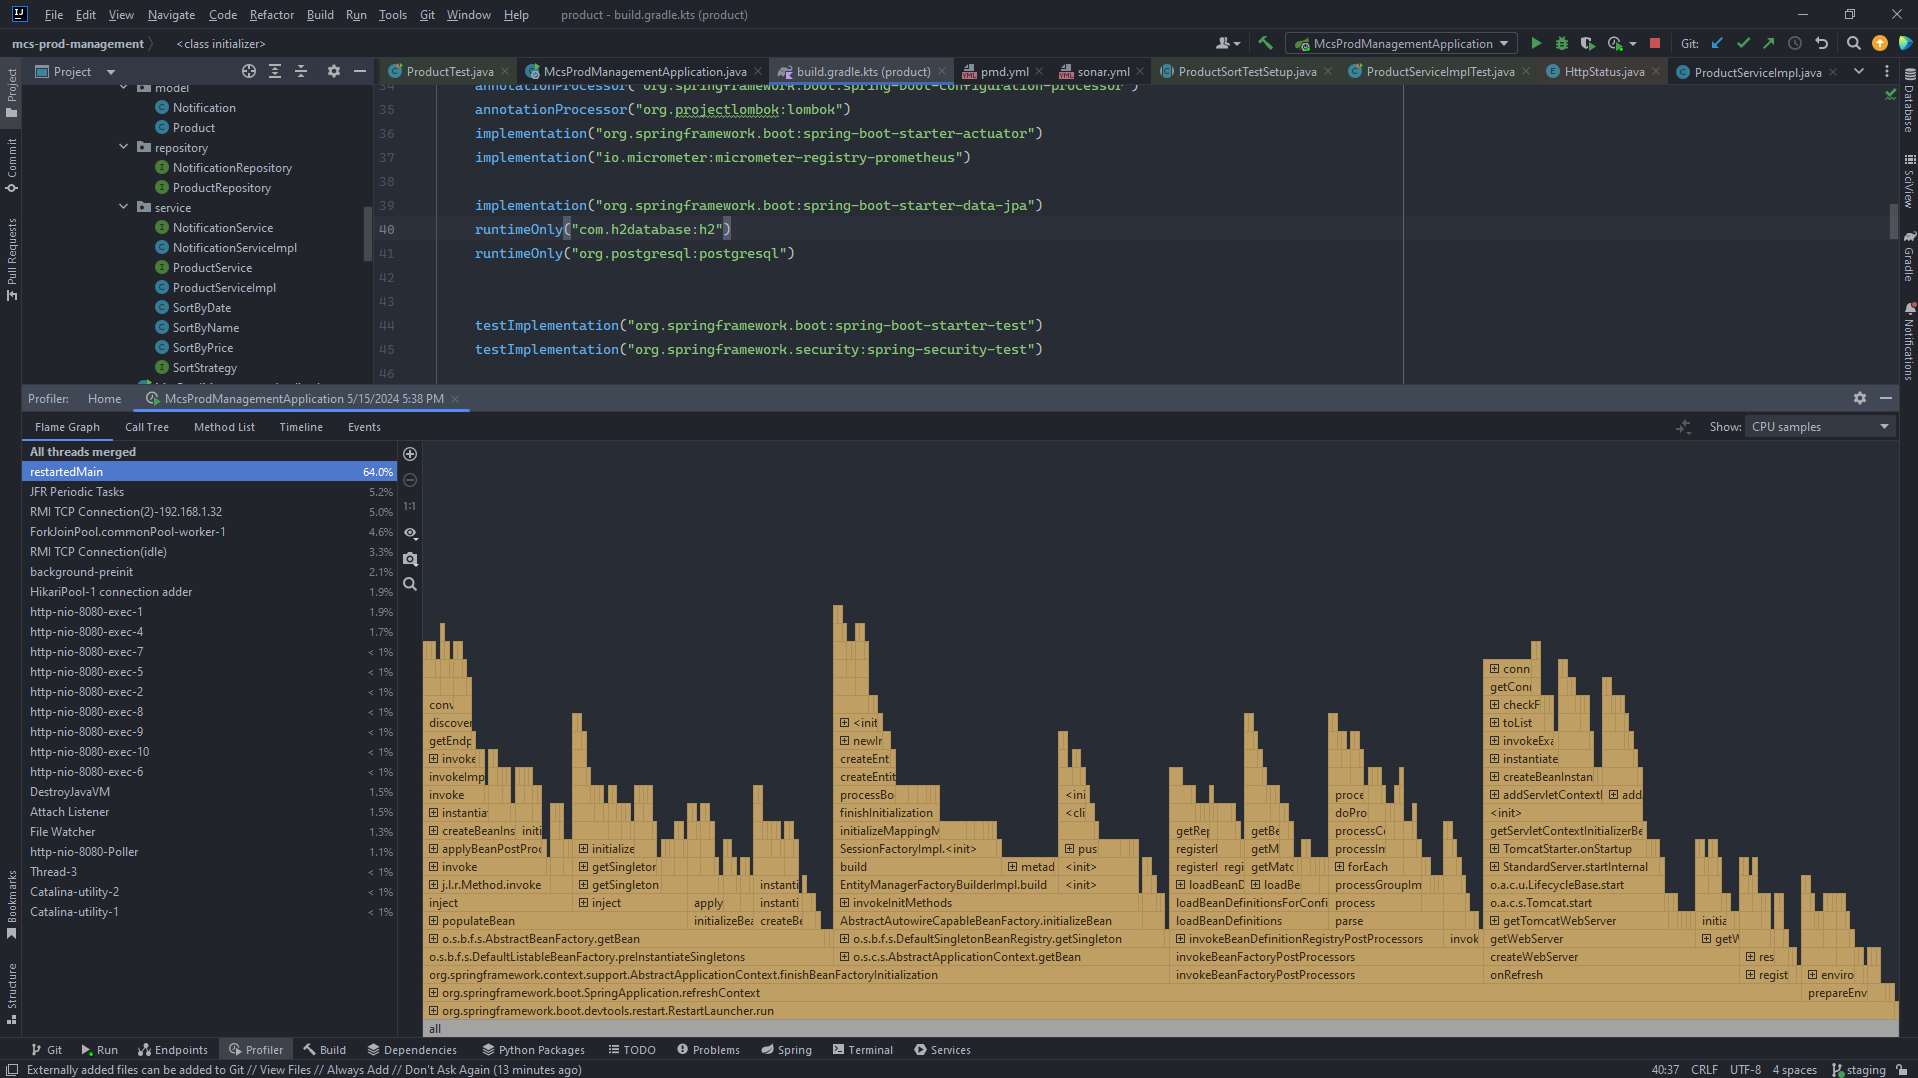 File Edit View Navigate Code Refactor Build Run Tools Git Window Help product - build.gradle.kts (product)
mcs-prod-management <class initializer> McsProdManagementApplication Git:
Project ProductTest.java McsProdManagementApplication.java build.gradle.kts (product) pmd.yml sonar.yml ProductSortTestSetup.java ProductServiceImplTest.java HttpStatus.java ProductServiceImpl.java
model
Notification
Product
repository
NotificationRepository
ProductRepository
service
NotificationService
NotificationServiceImpl
ProductService
ProductServiceImpl
SortByDate
SortByName
SortByPrice
SortStrategy
34 annotationProcessor("org.springframework.boot:spring-boot-configuration-processor")
35 annotationProcessor("org.projectlombok:lombok")
36 implementation("org.springframework.boot:spring-boot-starter-actuator")
37 implementation("io.micrometer:micrometer-registry-prometheus")
38
39 implementation("org.springframework.boot:spring-boot-starter-data-jpa")
40 runtimeOnly("com.h2database:h2")
41 runtimeOnly("org.postgresql:postgresql")
42
43
44 testImplementation("org.springframework.boot:spring-boot-starter-test")
45 testImplementation("org.springframework.security:spring-security-test")
46
Project
Commit
Pull Requests
Bookmarks
Structure
Database
SciView
Gradle
Notifications
Profiler: Home McsProdManagementApplication 5/15/2024 5:38 PM
Flame Graph Call Tree Method List Timeline Events Show: CPU samples
All threads merged
restartedMain 64.0%
JFR Periodic Tasks 5.2%
RMI TCP Connection(2)-192.168.1.32 5.0%
ForkJoinPool.commonPool-worker-1 4.6%
RMI TCP Connection(idle) 3.3%
background-preinit 2.1%
HikariPool-1 connection adder 1.9%
http-nio-8080-exec-1 1.9%
http-nio-8080-exec-4 1.7%
http-nio-8080-exec-7 < 1%
http-nio-8080-exec-5 < 1%
http-nio-8080-exec-2 < 1%
http-nio-8080-exec-8 < 1%
http-nio-8080-exec-9 < 1%
http-nio-8080-exec-10 < 1%
http-nio-8080-exec-6 < 1%
DestroyJavaVM 1.5%
Attach Listener 1.5%
File Watcher 1.3%
http-nio-8080-Poller 1.1%
Thread-3 < 1%
Catalina-utility-2 < 1%
Catalina-utility-1 < 1%
1:1
conn
getConn
conv checkF
discover <init toList
getEndp newIn invokeExa
invoke createEnt instantiate
invokeImp createEntit createBeanInstan
invoke processBo <ini proce addServletContextI add
instantiat finishInitialization <cli doPro <init>
createBeanIns initi initializeMappingM getRep getBe processCo getServletContextInitializerBe
applyBeanPostProc initialize SessionFactoryImpl.<init> pus registerI getM processIm TomcatStarter.onStartup
invoke getSingleton build metad <init> registerI regi getMatc forEach StandardServer.startInternal
j.l.r.Method.invoke getSingleton instanti EntityManagerFactoryBuilderImpl.build <init> loadBeanD loadBe processGroupIm o.a.c.u.LifecycleBase.start
inject inject apply instanti invokeInitMethods loadBeanDefinitionsForConfi process o.a.c.s.Tomcat.start
populateBean initializeBea createBe AbstractAutowireCapableBeanFactory.initializeBean loadBeanDefinitions parse getTomcatWebServer initia
o.s.b.f.s.AbstractBeanFactory.getBean o.s.b.f.s.DefaultSingletonBeanRegistry.getSingleton invokeBeanDefinitionRegistryPostProcessors invok getWebServer getW
o.s.b.f.s.DefaultListableBeanFactory.preInstantiateSingletons o.s.c.s.AbstractApplicationContext.getBean invokeBeanFactoryPostProcessors createWebServer res
org.springframework.context.support.AbstractApplicationContext.finishBeanFactoryInitialization invokeBeanFactoryPostProcessors onRefresh regist enviro
org.springframework.boot.SpringApplication.refreshContext prepareEnv
org.springframework.boot.devtools.restart.RestartLauncher.run
all
Git Run Endpoints Profiler Build Dependencies Python Packages TODO Problems Spring Terminal Services
Externally added files can be added to Git // View Files // Always Add // Don't Ask Again (13 minutes ago) 40:37 CRLF UTF-8 4 spaces staging